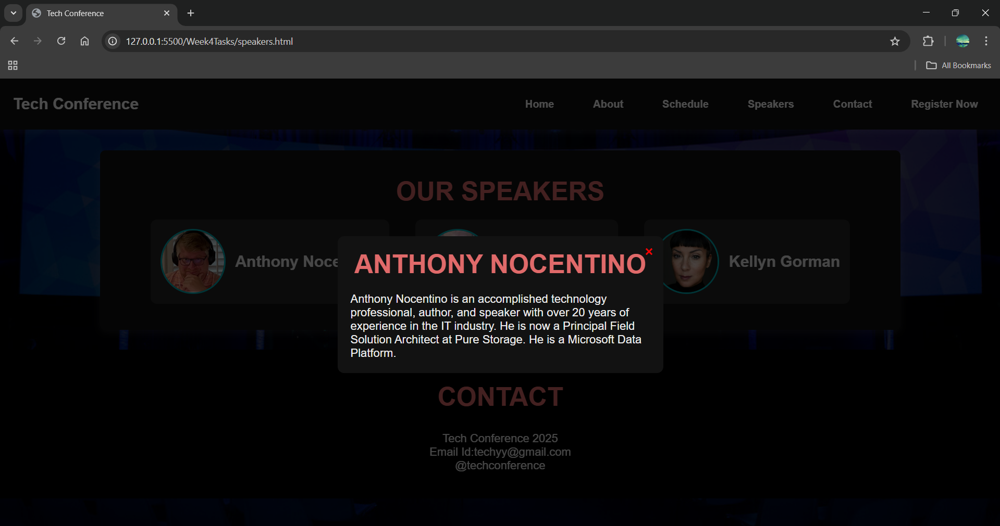 Tech Conference
127.0.0.1:5500/Week4Tasks/speakers.html
All Bookmarks
Tech Conference
Home
About
Schedule
Speakers
Contact
Register Now
OUR SPEAKERS
Anthony Noce
Kellyn Gorman
ANTHONY NOCENTINO
Anthony Nocentino is an accomplished technology
professional, author, and speaker with over 20 years of
experience in the IT industry. He is now a Principal Field
Solution Architect at Pure Storage. He is a Microsoft Data
Platform.
CONTACT
Tech Conference 2025
Email Id:techyy@gmail.com
@techconference